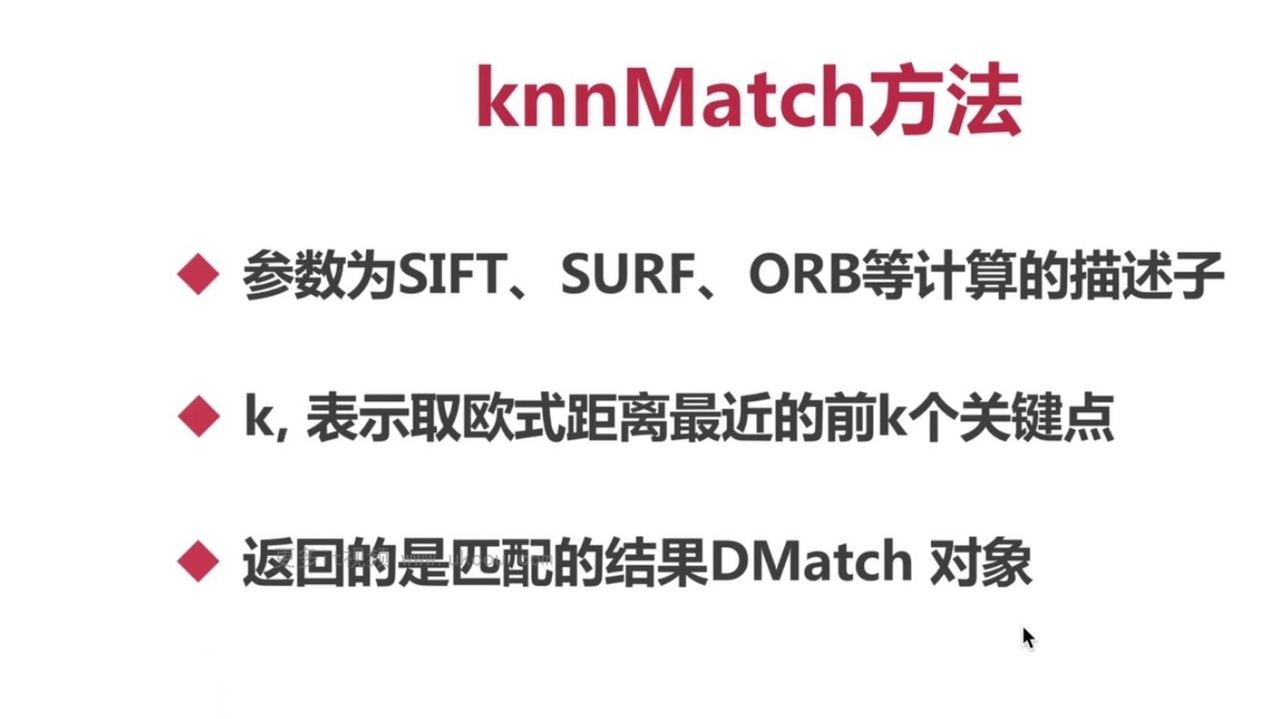 knnMatch方法
参数为SIFT、SURF、ORB等计算的描述子
k, 表示取欧式距离最近的前k个关键点
返回的是匹配的结果DMatch 对象